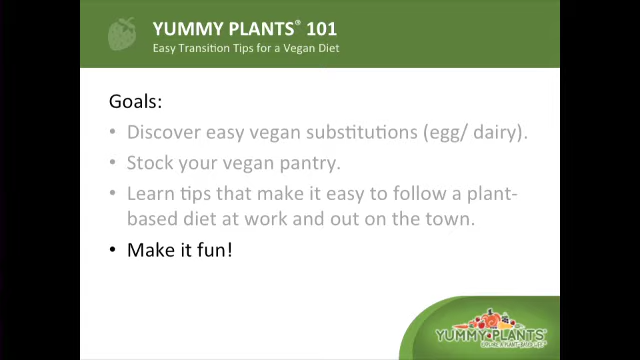 YUMMY PLANTS® 101
Easy Transition Tips for a Vegan Diet
Goals:
• Discover easy vegan substitutions (egg/ dairy).
• Stock your vegan pantry.
• Learn tips that make it easy to follow a plant-
based diet at work and out on the town.
• Make it fun!
YUMMY PLANTS